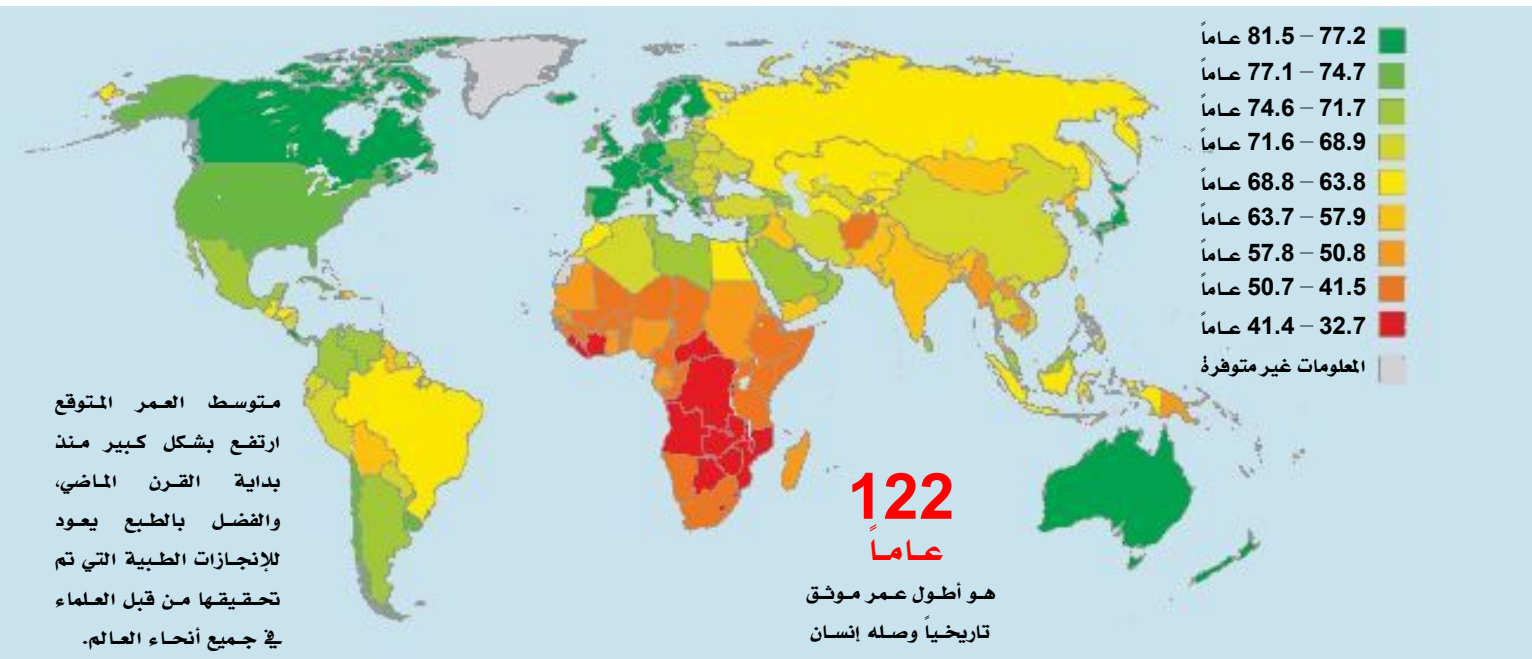 77.2 – 81.5 عاماً
74.7 – 77.1 عاماً
71.7 – 74.6 عاماً
68.9 – 71.6 عاماً
63.8 – 68.8 عاماً
57.9 – 63.7 عاماً
50.8 – 57.8 عاماً
41.5 – 50.7 عاماً
32.7 – 41.4 عاماً
المعلومات غير متوفرة
متوسط العمر المتوقع
ارتفع بشكل كبير منذ
بداية القرن الماضي،
والفضل بالطبع يعود
للإنجازات الطبية التي تم
تحقيقها من قبل العلماء
في جميع أنحاء العالم.
122
عاماً
هو أطول عمر موثق
تاريخياً وصله إنسان